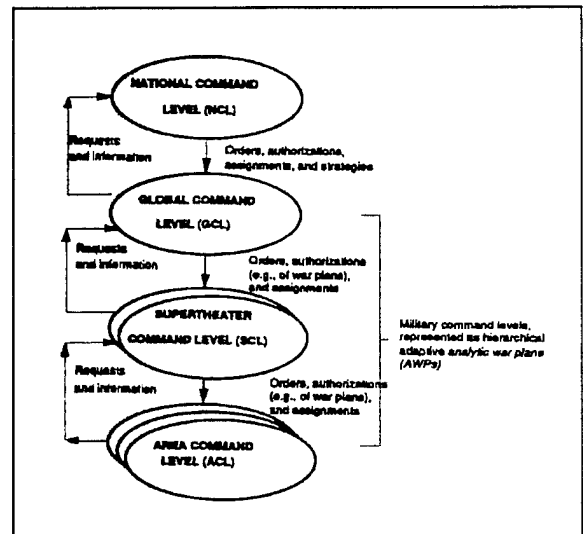 NATIONAL COMMAND
LEVEL (NCL)
Requests
and information
Orders, authorizations,
assignments, and strategies
GLOBAL COMMAND
LEVEL (GCL)
Requests
and information
Orders, authorizations
(e.g., of war plans),
and assignments
SUPERTHEATER
COMMAND LEVEL (SCL)
Military command levels,
represented as hierarchical
adaptive analytic war plans
(AWPs)
Requests
and information
Orders, authorizations
(e.g., of war plans),
and assignments
AREA COMMAND
LEVEL (ACL)